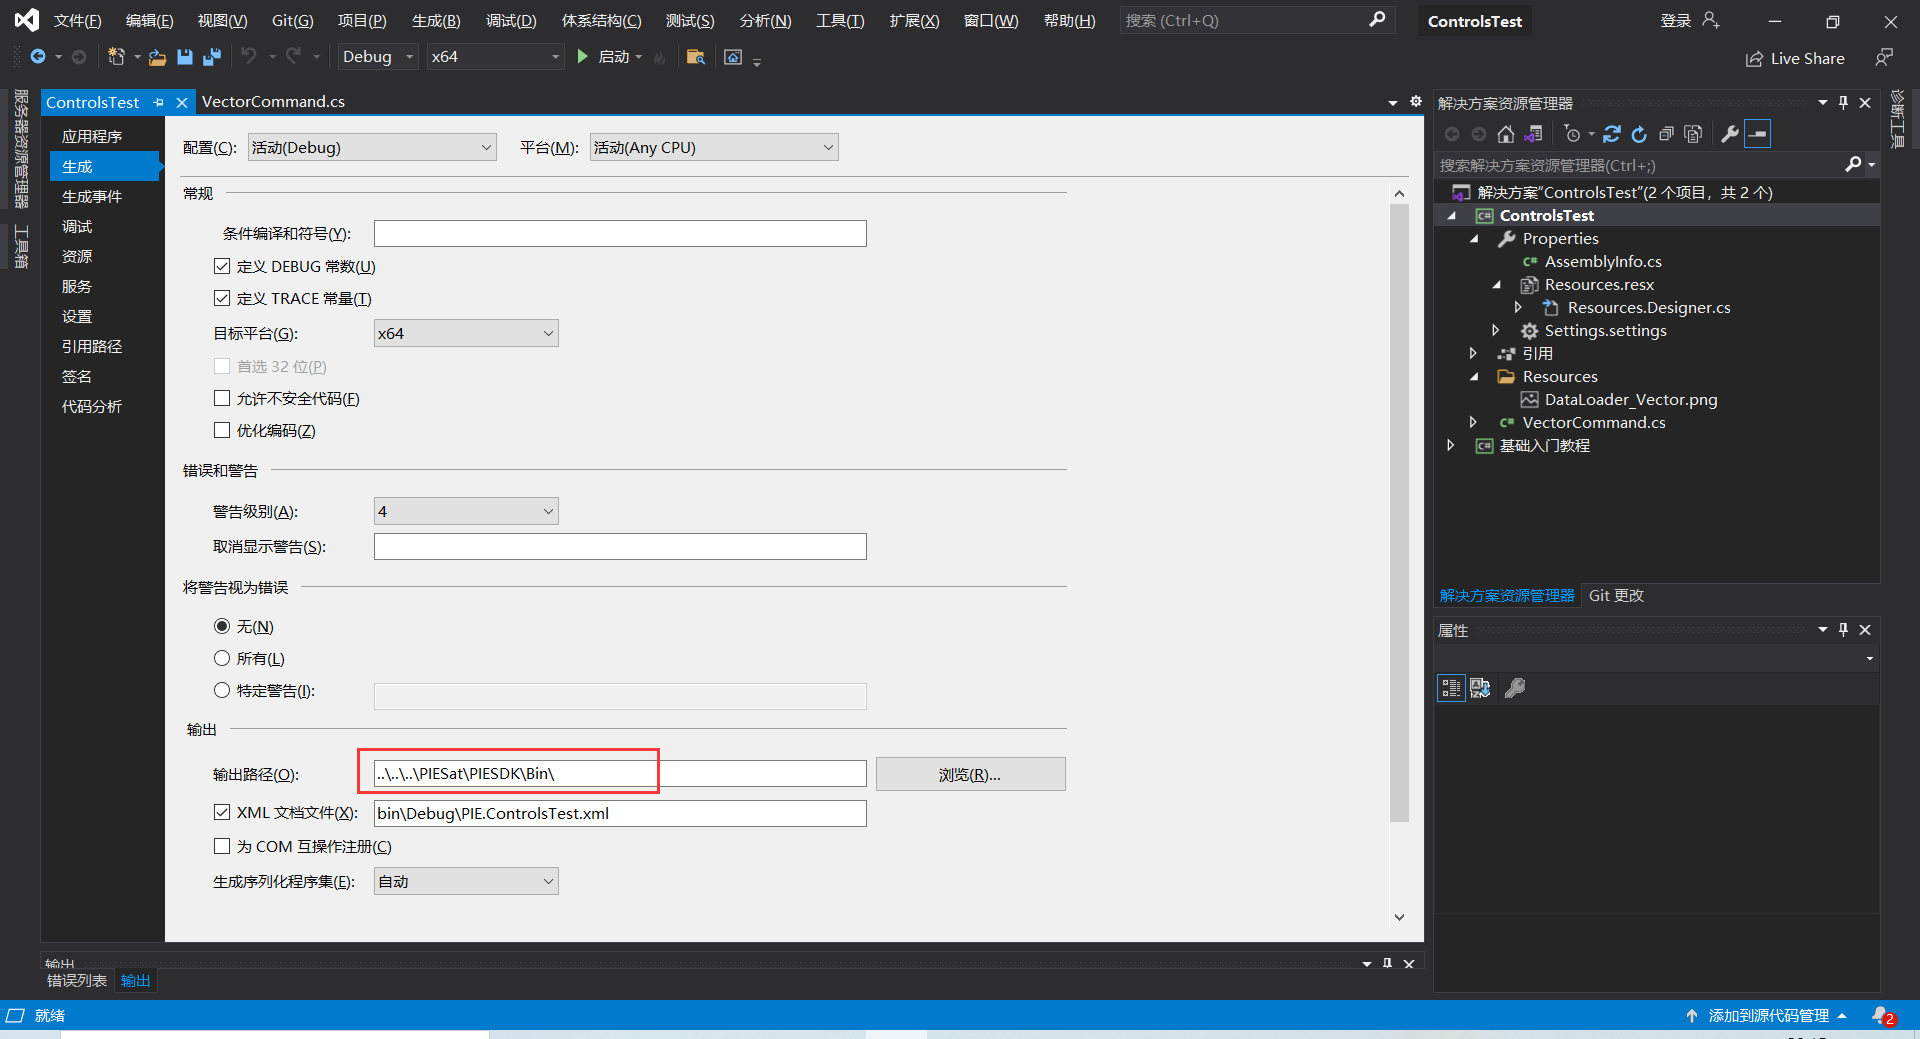 文件(F) 编辑(E) 视图(V) Git(G) 项目(P) 生成(B) 调试(D) 体系结构(C) 测试(S) 分析(N) 工具(T) 扩展(X) 窗口(W) 帮助(H) 搜索 (Ctrl+Q) ControlsTest 登录
Debug x64 启动 Live Share
服务器资源管理器
工具箱
ControlsTest VectorCommand.cs
应用程序
生成
生成事件
调试
资源
服务
设置
引用路径
签名
代码分析
配置(C): 活动(Debug) 平台(M): 活动(Any CPU)
常规
条件编译和符号(Y):
定义 DEBUG 常数(U)
定义 TRACE 常量(T)
目标平台(G): x64
首选 32 位(P)
允许不安全代码(F)
优化编码(Z)
错误和警告
警告级别(A): 4
取消显示警告(S):
将警告视为错误
无(N)
所有(L)
特定警告(I):
输出
输出路径(O): ..\..\..\PIESat\PIESDK\Bin\ 浏览(R)...
XML 文档文件(X): bin\Debug\PIE.ControlsTest.xml
为 COM 互操作注册(C)
生成序列化程序集(E): 自动
输出
错误列表 输出
解决方案资源管理器
搜索解决方案资源管理器(Ctrl+;)
解决方案"ControlsTest"(2 个项目，共 2 个)
ControlsTest
Properties
AssemblyInfo.cs
Resources.resx
Resources.Designer.cs
Settings.settings
引用
Resources
DataLoader_Vector.png
VectorCommand.cs
基础入门教程
解决方案资源管理器 Git 更改
属性
诊断工具
就绪 添加到源代码管理 2